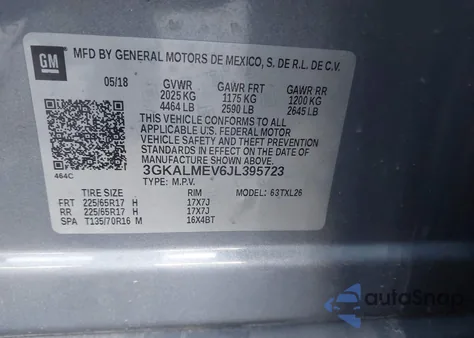 GM
MFD BY GENERAL MOTORS DE MEXICO, S. DE R.L. DE C.V.
05/18 GVWR GAWR FRT GAWR RR
2025 KG 1175 KG 1200 KG
4464 LB 2590 LB 2645 LB
THIS VEHICLE CONFORMS TO ALL
APPLICABLE U.S. FEDERAL MOTOR
VEHICLE SAFETY AND THEFT PREVENTION
STANDARDS IN EFFECT ON THE DATE OF
MANUFACTURE SHOWN ABOVE.
464C 3GKALMEV6JL395723
TYPE: M.P.V.
TIRE SIZE RIM MODEL: 63TXL26
FRT 225/65R17 H 17X7J
RR 225/65R17 H 17X7J
SPA T135/70R16 M 16X4BT
autoSnap